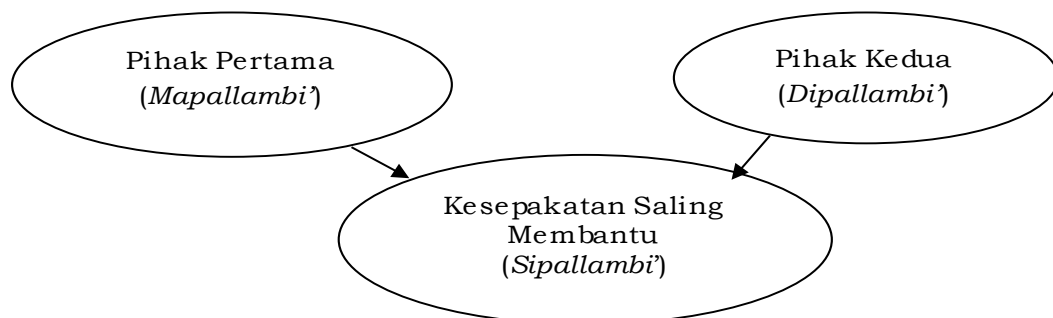 Pihak Pertama
(Mapallambi’)
Pihak Kedua
(Dipallambi’)
Kesepakatan Saling
Membantu
(Sipallambi’)